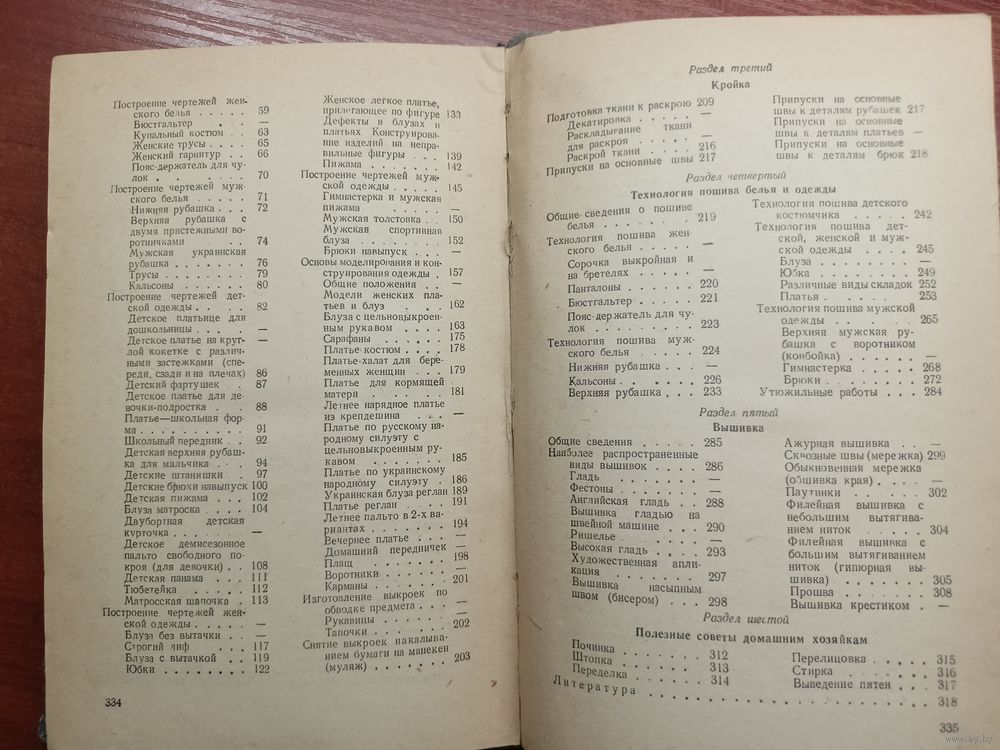 Построение чертежей жен-
ского белья . . . . . 59
Бюстгальтер . . . —
Купальный костюм . . 63
Женские трусы . . . . 65
Женский гарнитур . . 66
Пояс-держатель для чу-
лок . . . . . . . 70
Построение чертежей муж-
ского белья . . . . . 71
Нижняя рубашка . . . 72
Верхняя рубашка с
двумя пристежными во-
ротничками . . . . 74
Мужская украинская
рубашка . . . . . . . 76
Трусы . . . . . . . 79
Кальсоны . . . . . 80
Построение чертежей дет-
ской одежды . . . . . 82
Детское платьице для
дошкольницы . . . . . —
Детское платье на круг-
лой кокетке с различ-
ными застежками (спе-
реди, сзади и на плечах) 86
Детский фартушек . 87
Детское платье для де-
вочки-подростка . . 88
Платье—школьная фор-
ма . . . . . . . . . 91
Школьный передник . . 92
Детская верхняя рубаш-
ка для мальчика . . . 94
Детские штанишки . . 97
Детские брюки навыпуск 100
Детская пижама . . . 102
Блуза матроска . . . . 104
Двубортная детская
курточка . . . . . . —
Детское демисезонное
пальто свободного по-
кроя (для девочки) . . 108
Детская панама . . . 111
Тюбетейка . . . . . 112
Матросская шапочка . 113
Построение чертежей жен-
ской одежды . . . . . —
Блуза без вытачки . . —
Строгий лиф . . . 117
Блуза с вытачкой . . 119
Юбки . . . . . . . . 122
334
Женское легкое платье,
прилегающее по фигуре 133
Дефекты в блузах и
платьях Конструирова-
ние изделий на непра-
вильные фигуры . . . 139
Пижама . . . . . . . 142
Построение чертежей муж-
ской одежды . . . . . 145
Гимнастерка и мужская
пижама . . . . . . —
Мужская толстовка . . 150
Мужская спортивная
блуза . . . . . . . 152
Брюки навыпуск . . . —
Основы моделирования и кон-
струирования одежды . . 157
Общие положения . . —
Модели женских пла-
тьев и блуз . . . 162
Блуза с цельновыкроен-
ным рукавом . . . . 163
Сарафаны . . . . . . 175
Платье-костюм . . . . 178
Платье-халат для бере-
менных женщин . . . 179
Платье для кормящей
матери . . . . . . 181
Летнее нарядное платье
из крепдешина . . . —
Платье по русскому на-
родному силуэту с
цельновыкроенным ру-
кавом . . . . . . 185
Платье по украинскому
народному силуэту . 186
Украинская блуза реглан 189
Платье реглан . . . . 191
Летнее пальто в 2-х ва-
риантах . . . . . . 194
Вечернее платье . . . —
Домашний передничек —
Плащ . . . . . . . 198
Воротники . . . . . —
Карманы . . . . . . 201
Изготовление выкроек по
обводке предмета . . . —
Рукавицы . . . . . . —
Тапочки . . . . . . 202
Снятие выкроек накалыва-
нием бумаги на манекен
(муляж) . . . . . . . 203
Раздел третий
Кройка
Подготовка ткани к раскрою 209
Декатировка . . . . . —
Раскладывание ткани
для раскроя . . . . . —
Раскрой ткани . . . . 216
Припуски на основные швы 217
Припуски на основные
швы к деталям рубашек 217
Припуски на основные
швы к деталям платьев —
Припуски на основные
швы к деталям брюк 218
Раздел четвертый
Технология пошива белья и одежды
Общие сведения о пошиве
белья . . . . . . . . 219
Технология пошива жен-
ского белья . . . . . —
Сорочка выкройная и
на бретелях . . . . . —
Панталоны . . . . . 220
Бюстгальтер . . . . . 221
Пояс-держатель для чу-
лок . . . . . . . . 223
Технология пошива муж-
ского белья . . . . . 224
Нижняя рубашка . . . —
Кальсоны . . . . . . 226
Верхняя рубашка . . . 233
Технология пошива детского
костюмчика . . . . . 242
Технология пошива дет-
ской, женской и муж-
ской одежды . . . . 245
Блуза . . . . . . . —
Юбка . . . . . . . 249
Различные виды складок 252
Платья . . . . . . . 253
Технология пошива мужской
одежды . . . . . . . 265
Верхняя мужская ру-
башка с воротником
(ковбойка) . . . . . —
Гимнастерка . . . . 268
Брюки . . . . . . . 272
Утюжильные работы . . . 284
Раздел пятый
Вышивка
Общие сведения . . . . . 285
Наиболее распространенные
виды вышивок . . . . 286
Гладь . . . . . . . —
Фестоны . . . . . . —
Английская гладь . . 288
Вышивка гладью на
швейной машине . . . 290
Ришелье . . . . . . —
Высокая гладь . . . . 293
Художественная аппли-
кация . . . . . . . 297
Вышивка насыпным
швом (бисером) . . . . 298
Ажурная вышивка . . —
Сквозные швы (мережка) 299
Обыкновенная мережка
(обшивка края) . . . . —
Паутинки . . . . . 302
Филейная вышивка с
небольшим вытягива-
нием ниток . . . . 304
Филейная вышивка с
большим вытягиванием
ниток (гипюрная вы-
шивка) . . . . . . . 305
Прошва . . . . . . 308
Вышивка крестиком . —
Раздел шестой
Полезные советы домашним хозяйкам
Починка . . . . . . 312
Штопка . . . . . . 313
Переделка . . . . . 314
Перелицовка . . . . . 315
Стирка . . . . . 316
Выведение пятен . . . 317
Литература . . . . . . . . . . . . . . . 318
335
www.ay.by